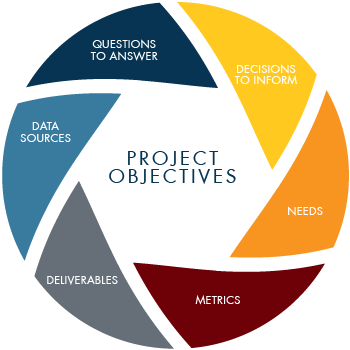 QUESTIONS
TO ANSWER
DECISIONS
TO INFORM
DATA
SOURCES
PROJECT
OBJECTIVES
NEEDS
DELIVERABLES
METRICS